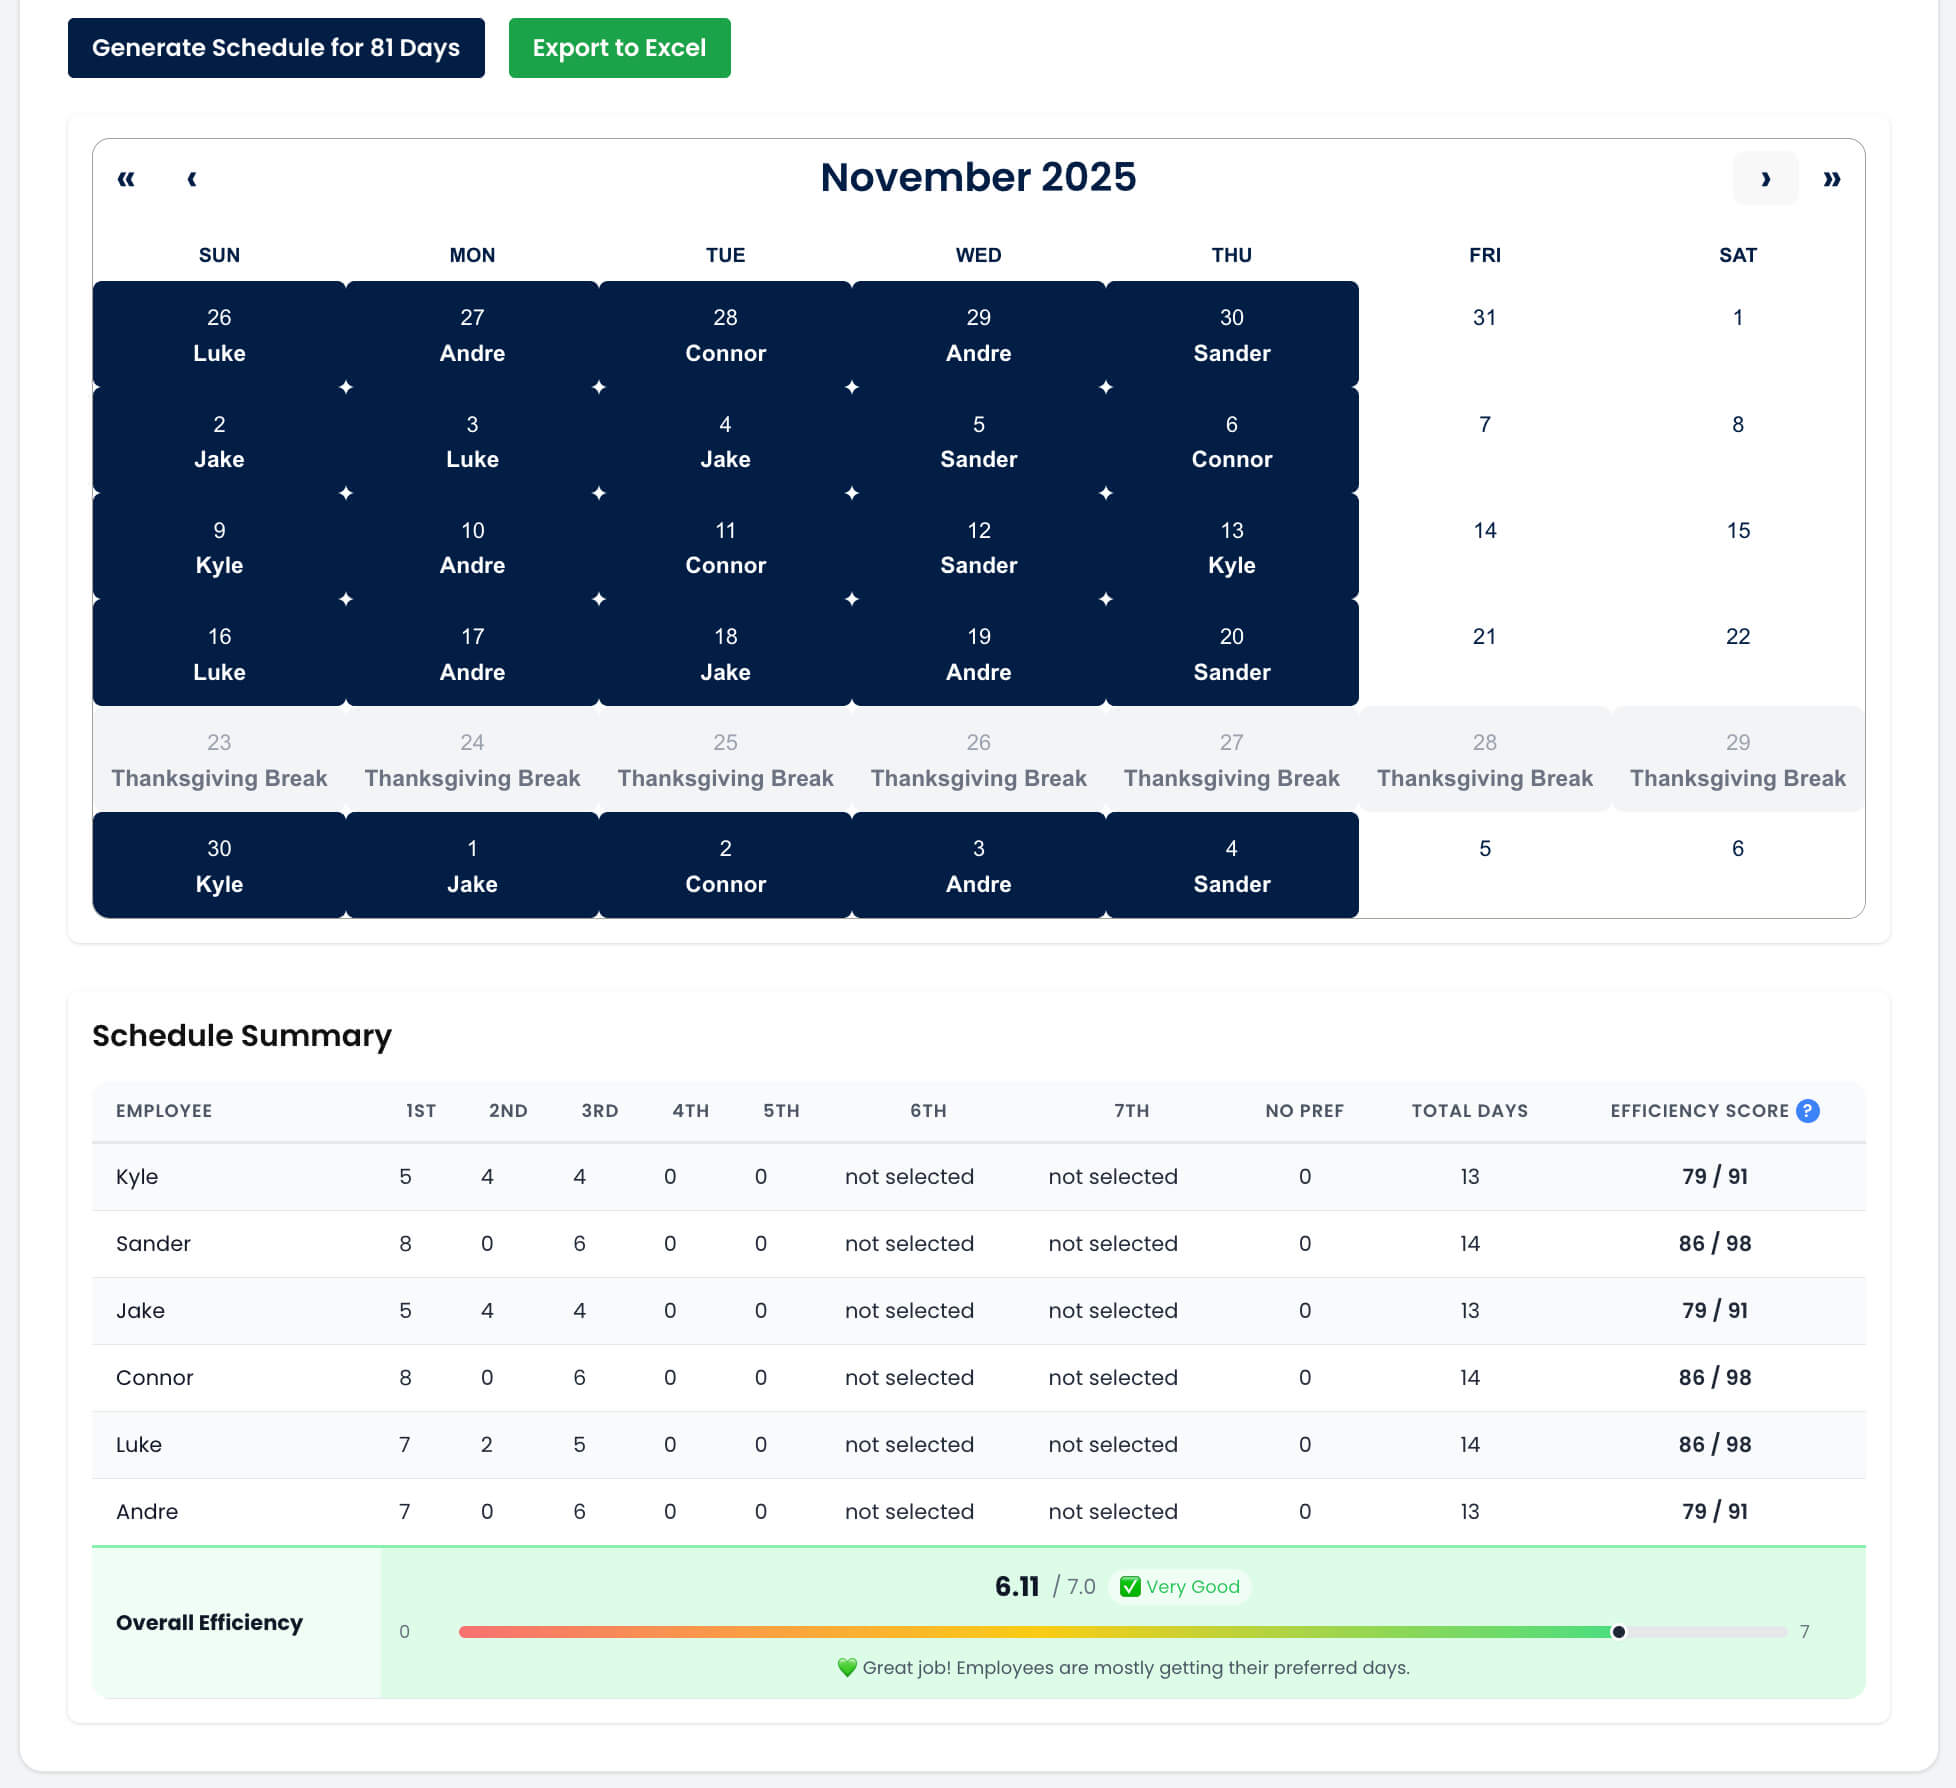 Generate Schedule for 81 Days Export to Excel
« ‹ November 2025 › »
SUN MON TUE WED THU FRI SAT
26 27 28 29 30 31 1
Luke Andre Connor Andre Sander
2 3 4 5 6 7 8
Jake Luke Jake Sander Connor
9 10 11 12 13 14 15
Kyle Andre Connor Sander Kyle
16 17 18 19 20 21 22
Luke Andre Jake Andre Sander
23 24 25 26 27 28 29
Thanksgiving Break Thanksgiving Break Thanksgiving Break Thanksgiving Break Thanksgiving Break Thanksgiving Break Thanksgiving Break
30 1 2 3 4 5 6
Kyle Jake Connor Andre Sander
Schedule Summary
EMPLOYEE 1ST 2ND 3RD 4TH 5TH 6TH 7TH NO PREF TOTAL DAYS EFFICIENCY SCORE ?
Kyle 5 4 4 0 0 not selected not selected 0 13 79 / 91
Sander 8 0 6 0 0 not selected not selected 0 14 86 / 98
Jake 5 4 4 0 0 not selected not selected 0 13 79 / 91
Connor 8 0 6 0 0 not selected not selected 0 14 86 / 98
Luke 7 2 5 0 0 not selected not selected 0 14 86 / 98
Andre 7 0 6 0 0 not selected not selected 0 13 79 / 91
6.11 / 7.0 ✅ Very Good
Overall Efficiency 0 7
💚 Great job! Employees are mostly getting their preferred days.